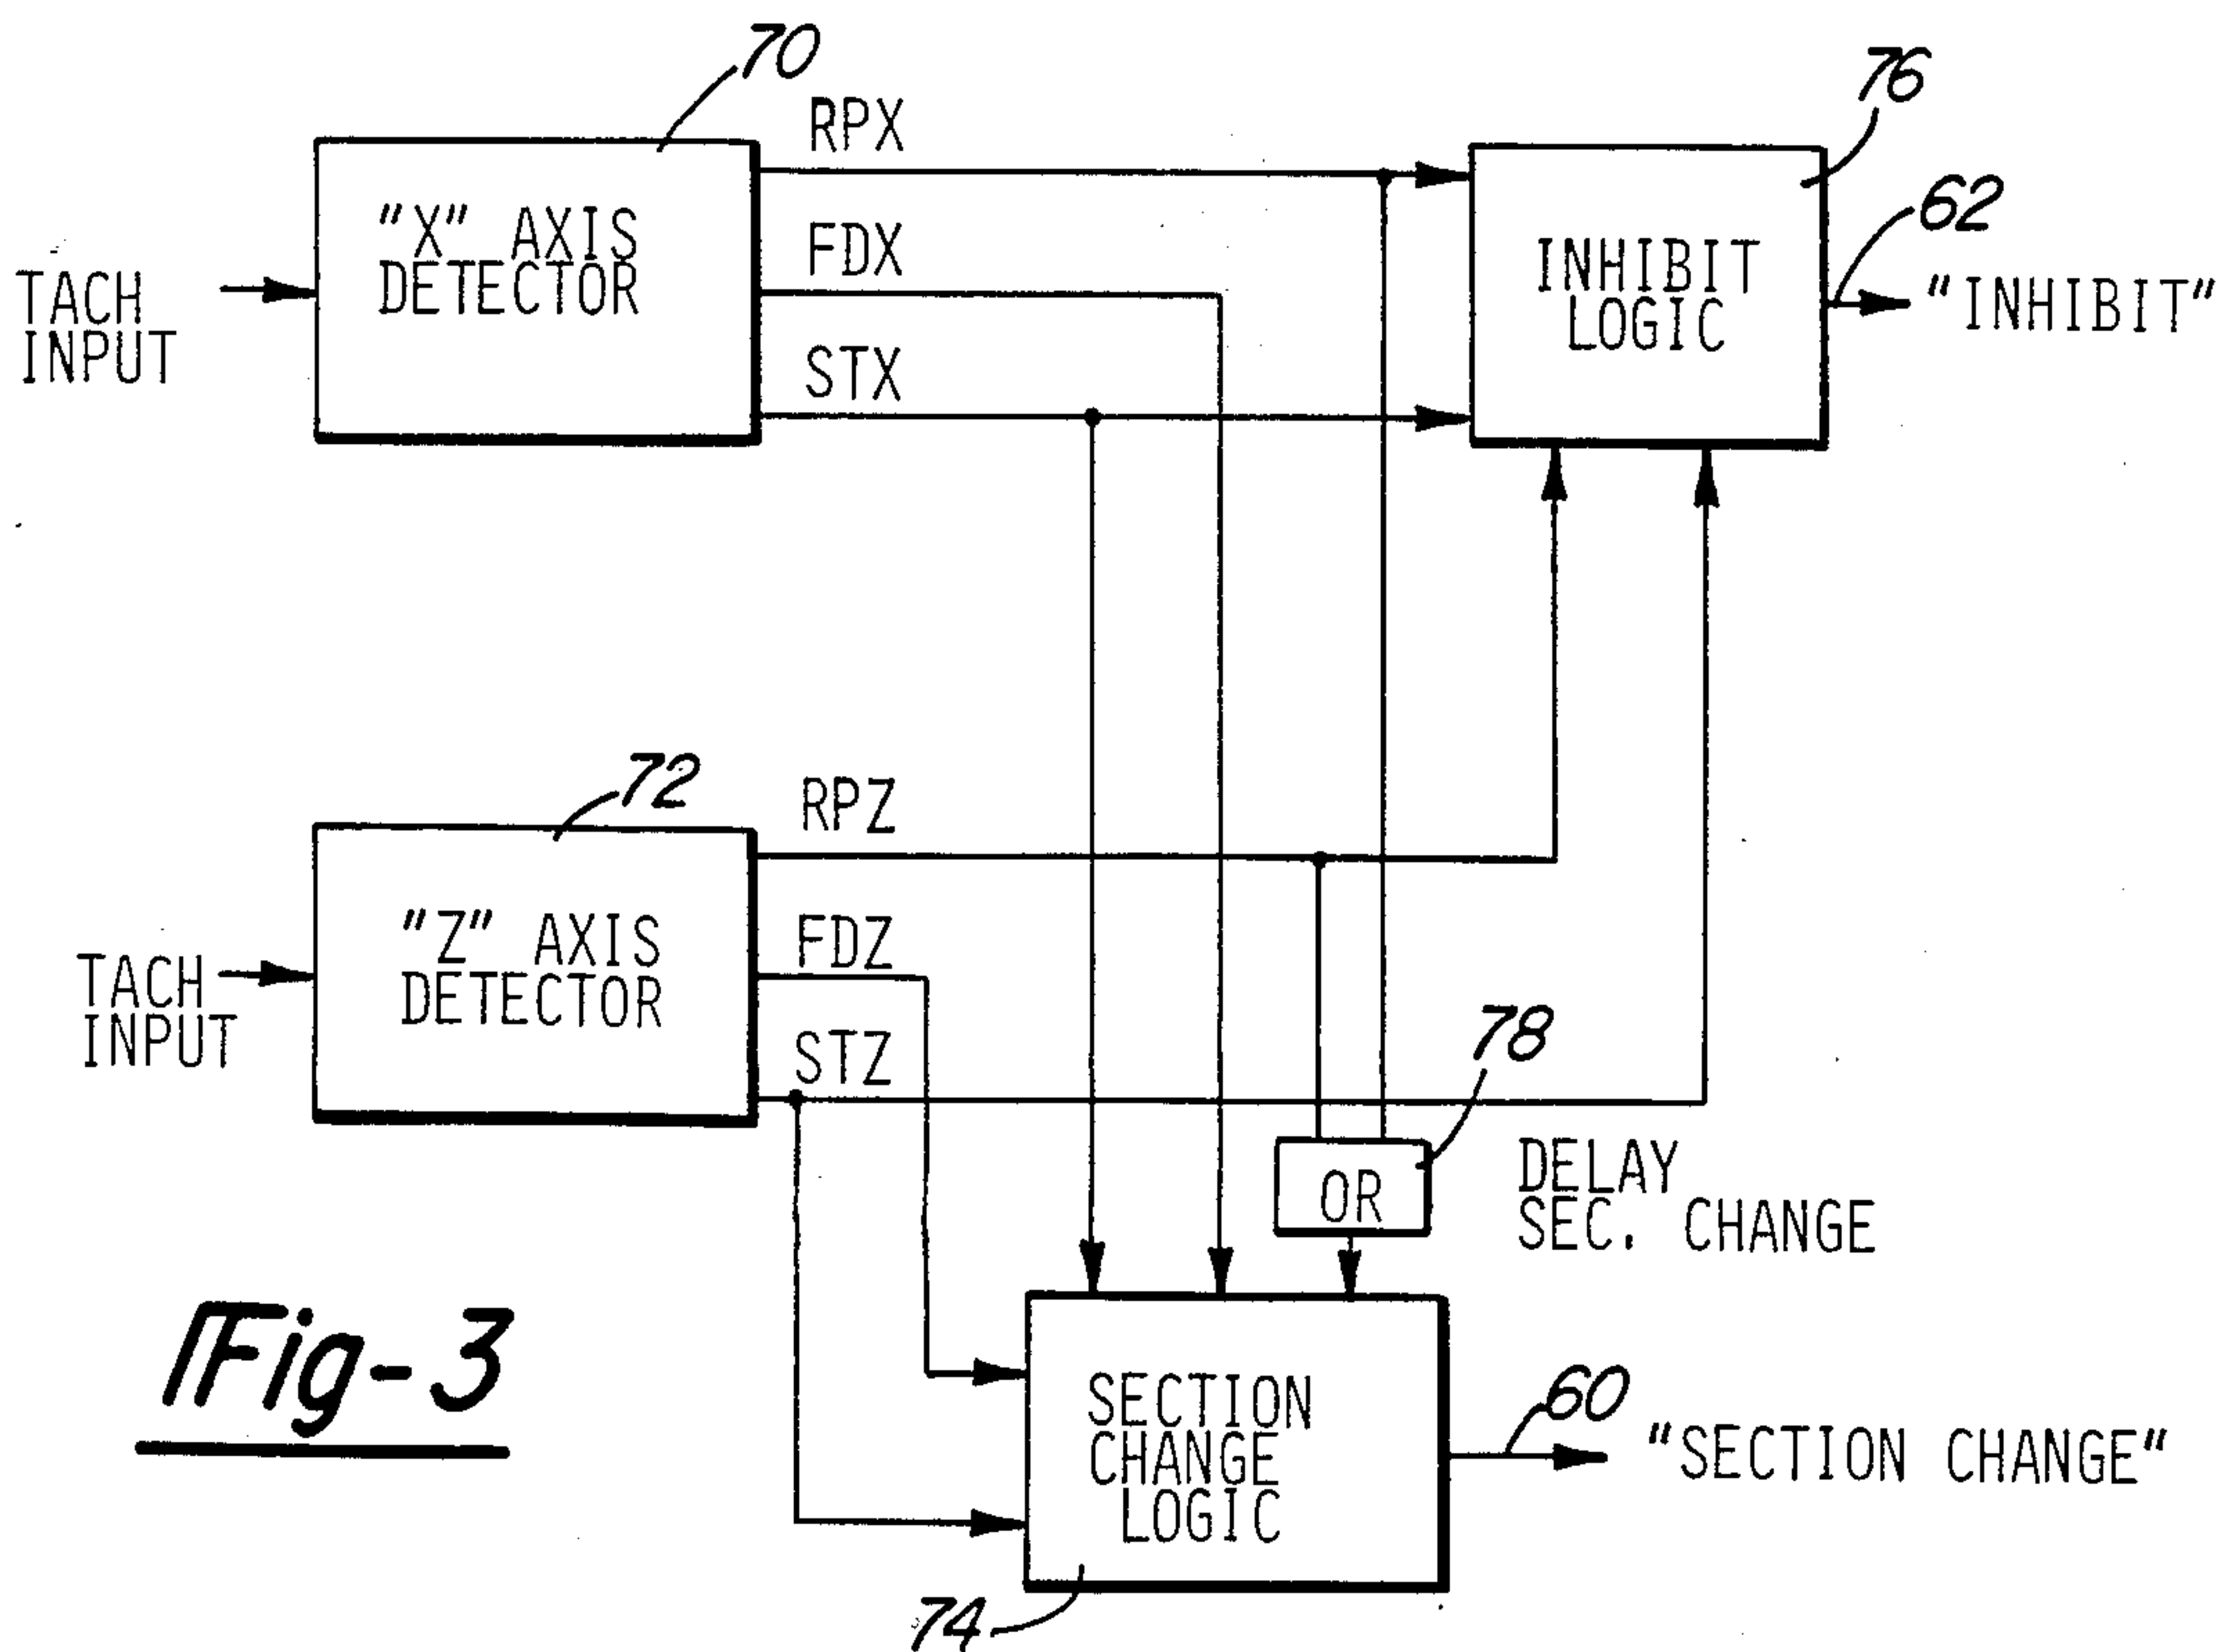 70
RPX
76
"X" AXIS
DETECTOR
FDX
62
INHIBIT
LOGIC
TACH
INPUT
"INHIBIT"
STX
72
RPZ
"Z" AXIS
DETECTOR
FDZ
TACH
INPUT
STZ
78
OR
DELAY
SEC. CHANGE
Fig-3
SECTION
CHANGE
LOGIC
60
"SECTION CHANGE"
74